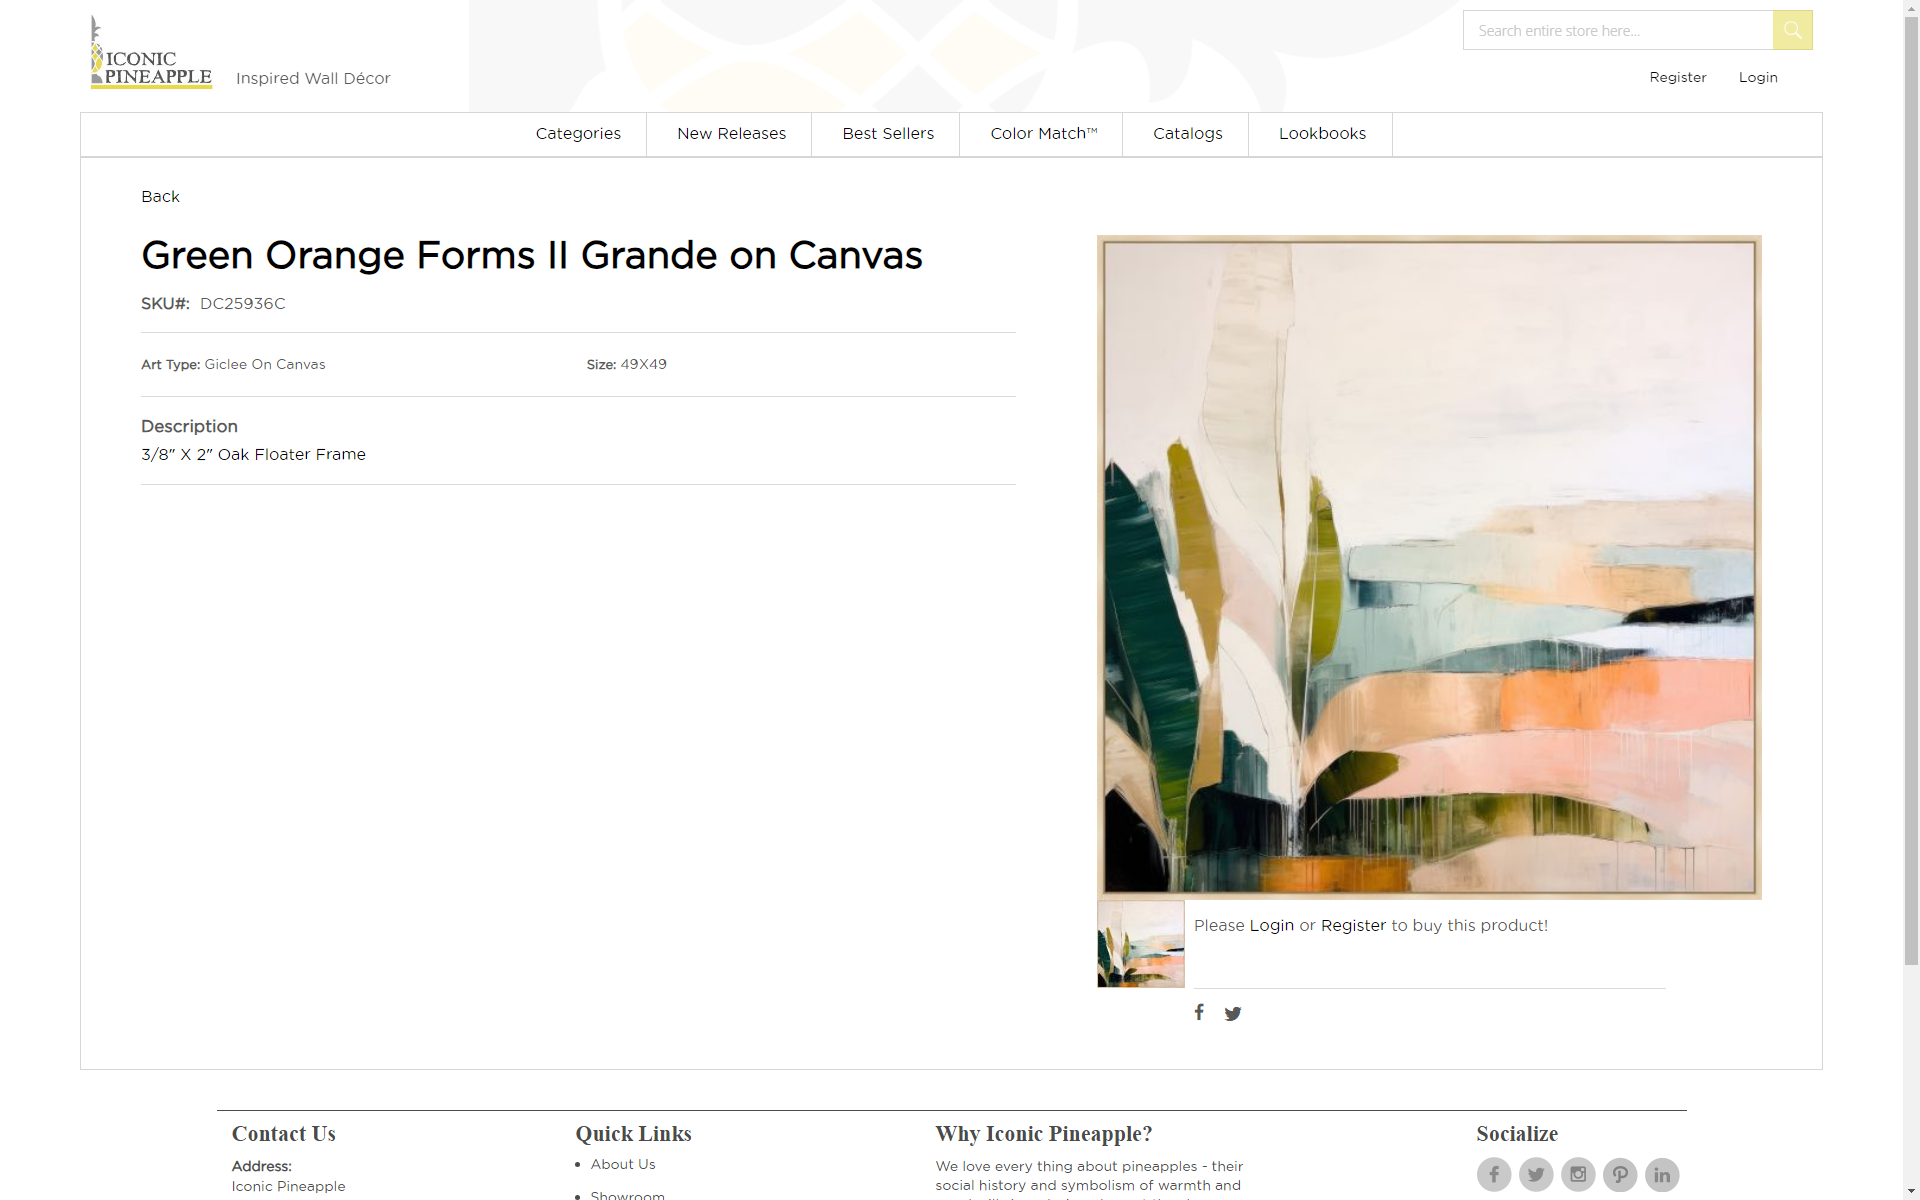 ICONIC
PINEAPPLE
Inspired Wall Décor
Search entire store here...
Register
Login
Categories
New Releases
Best Sellers
Color Match™
Catalogs
Lookbooks
Back
Green Orange Forms II Grande on Canvas
SKU#: DC25936C
Art Type: Giclee On Canvas
Size: 49X49
Description
3/8" X 2" Oak Floater Frame
Please Login or Register to buy this product!
Contact Us
Address:
Iconic Pineapple
Quick Links
About Us
Showroom
Why Iconic Pineapple?
We love every thing about pineapples - their
social history and symbolism of warmth and
Socialize